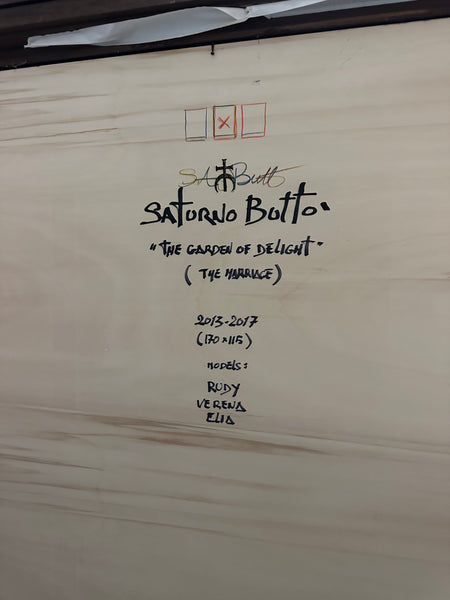 SATURNO BUTTO'
"THE GARDEN OF DELIGHT"
( THE MARRIAGE )
2013-2017
(170x115)
MODELS:
RUDY
VERENA
ELIA